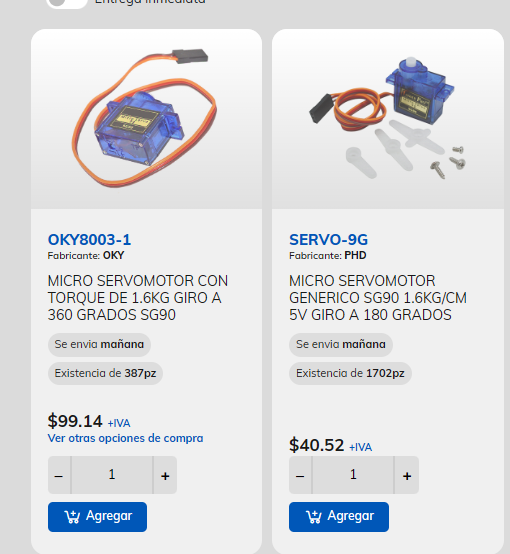 Entrega inmediata
OKY8003-1
Fabricante: OKY
MICRO SERVOMOTOR CON
TORQUE DE 1.6KG GIRO A
360 GRADOS SG90
Se envia mañana
Existencia de 387pz
$99.14 +IVA
Ver otras opciones de compra
– 1 +
Agregar
SERVO-9G
Fabricante: PHD
MICRO SERVOMOTOR
GENERICO SG90 1.6KG/CM
5V GIRO A 180 GRADOS
Se envia mañana
Existencia de 1702pz
$40.52 +IVA
– 1 +
Agregar